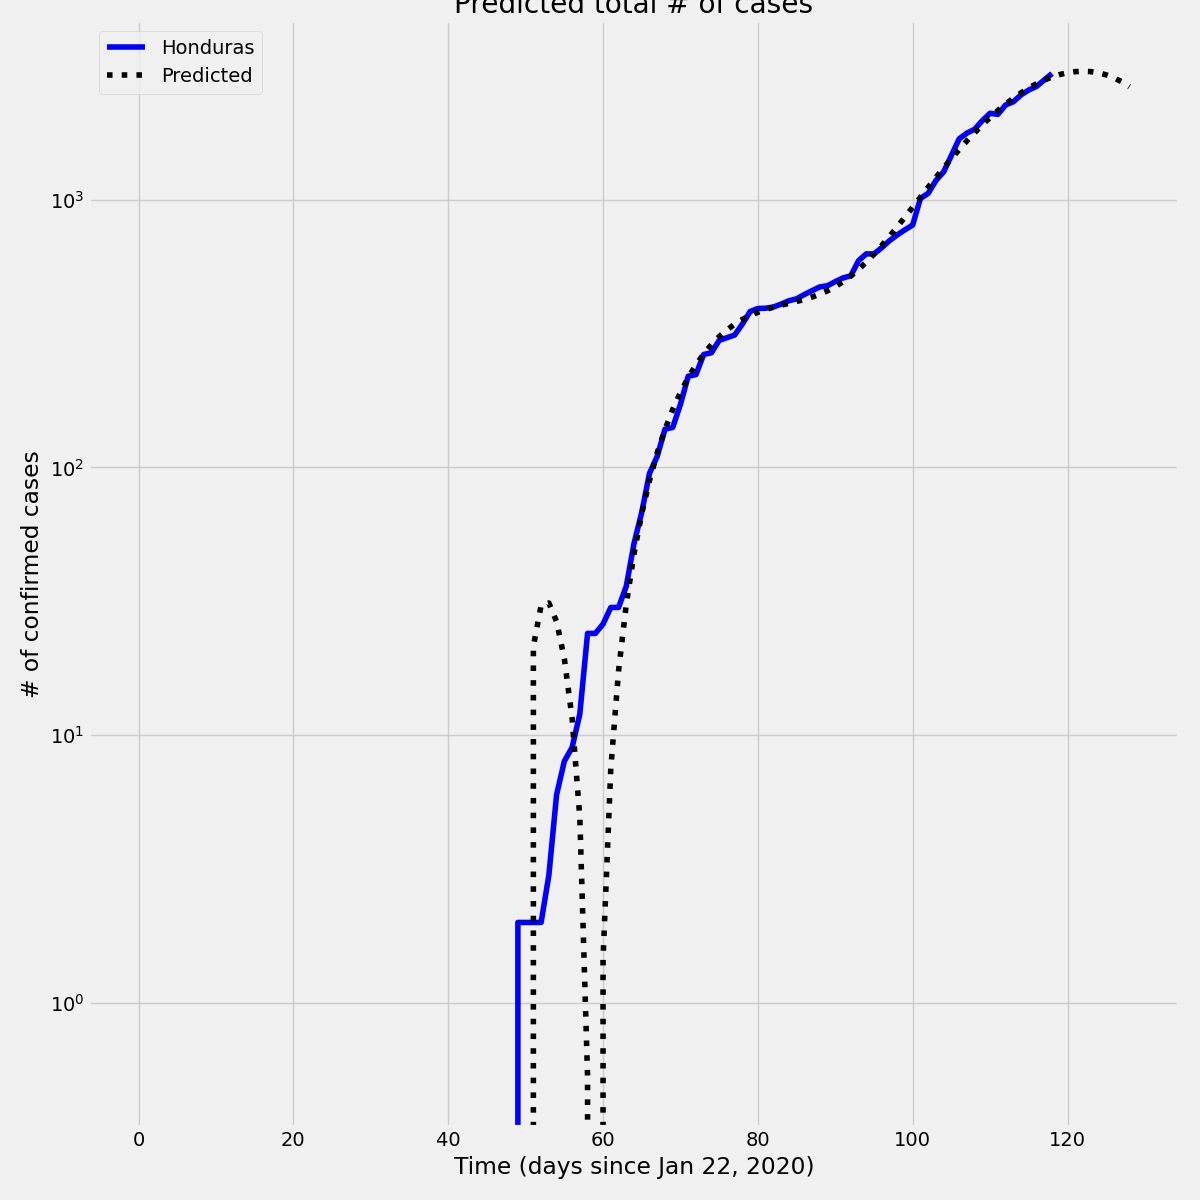 Predicted total # of cases
Honduras
Predicted
# of confirmed cases
10³
10²
10¹
10⁰
0 20 40 60 80 100 120
Time (days since Jan 22, 2020)